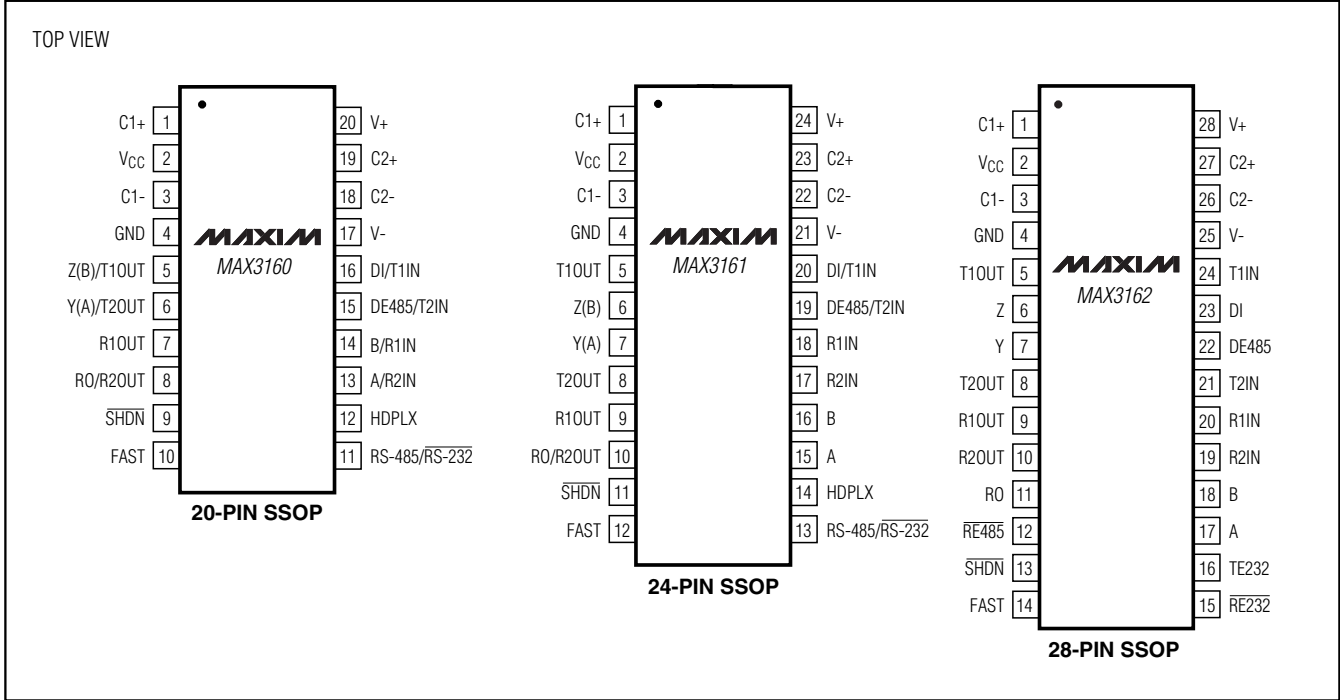 TOP VIEW
C1+ 1
VCC 2
C1- 3
GND 4
Z(B)/T1OUT 5
Y(A)/T2OUT 6
R1OUT 7
RO/R2OUT 8
SHDN 9
FAST 10
20 V+
19 C2+
18 C2-
17 V-
16 DI/T1IN
15 DE485/T2IN
14 B/R1IN
13 A/R2IN
12 HDPLX
11 RS-485/RS-232
MAXIM
MAX3160
20-PIN SSOP
C1+ 1
VCC 2
C1- 3
GND 4
T1OUT 5
Z(B) 6
Y(A) 7
T2OUT 8
R1OUT 9
RO/R2OUT 10
SHDN 11
FAST 12
24 V+
23 C2+
22 C2-
21 V-
20 DI/T1IN
19 DE485/T2IN
18 R1IN
17 R2IN
16 B
15 A
14 HDPLX
13 RS-485/RS-232
MAXIM
MAX3161
24-PIN SSOP
C1+ 1
VCC 2
C1- 3
GND 4
T1OUT 5
Z 6
Y 7
T2OUT 8
R1OUT 9
R2OUT 10
RO 11
RE485 12
SHDN 13
FAST 14
28 V+
27 C2+
26 C2-
25 V-
24 T1IN
23 DI
22 DE485
21 T2IN
20 R1IN
19 R2IN
18 B
17 A
16 TE232
15 RE232
MAXIM
MAX3162
28-PIN SSOP